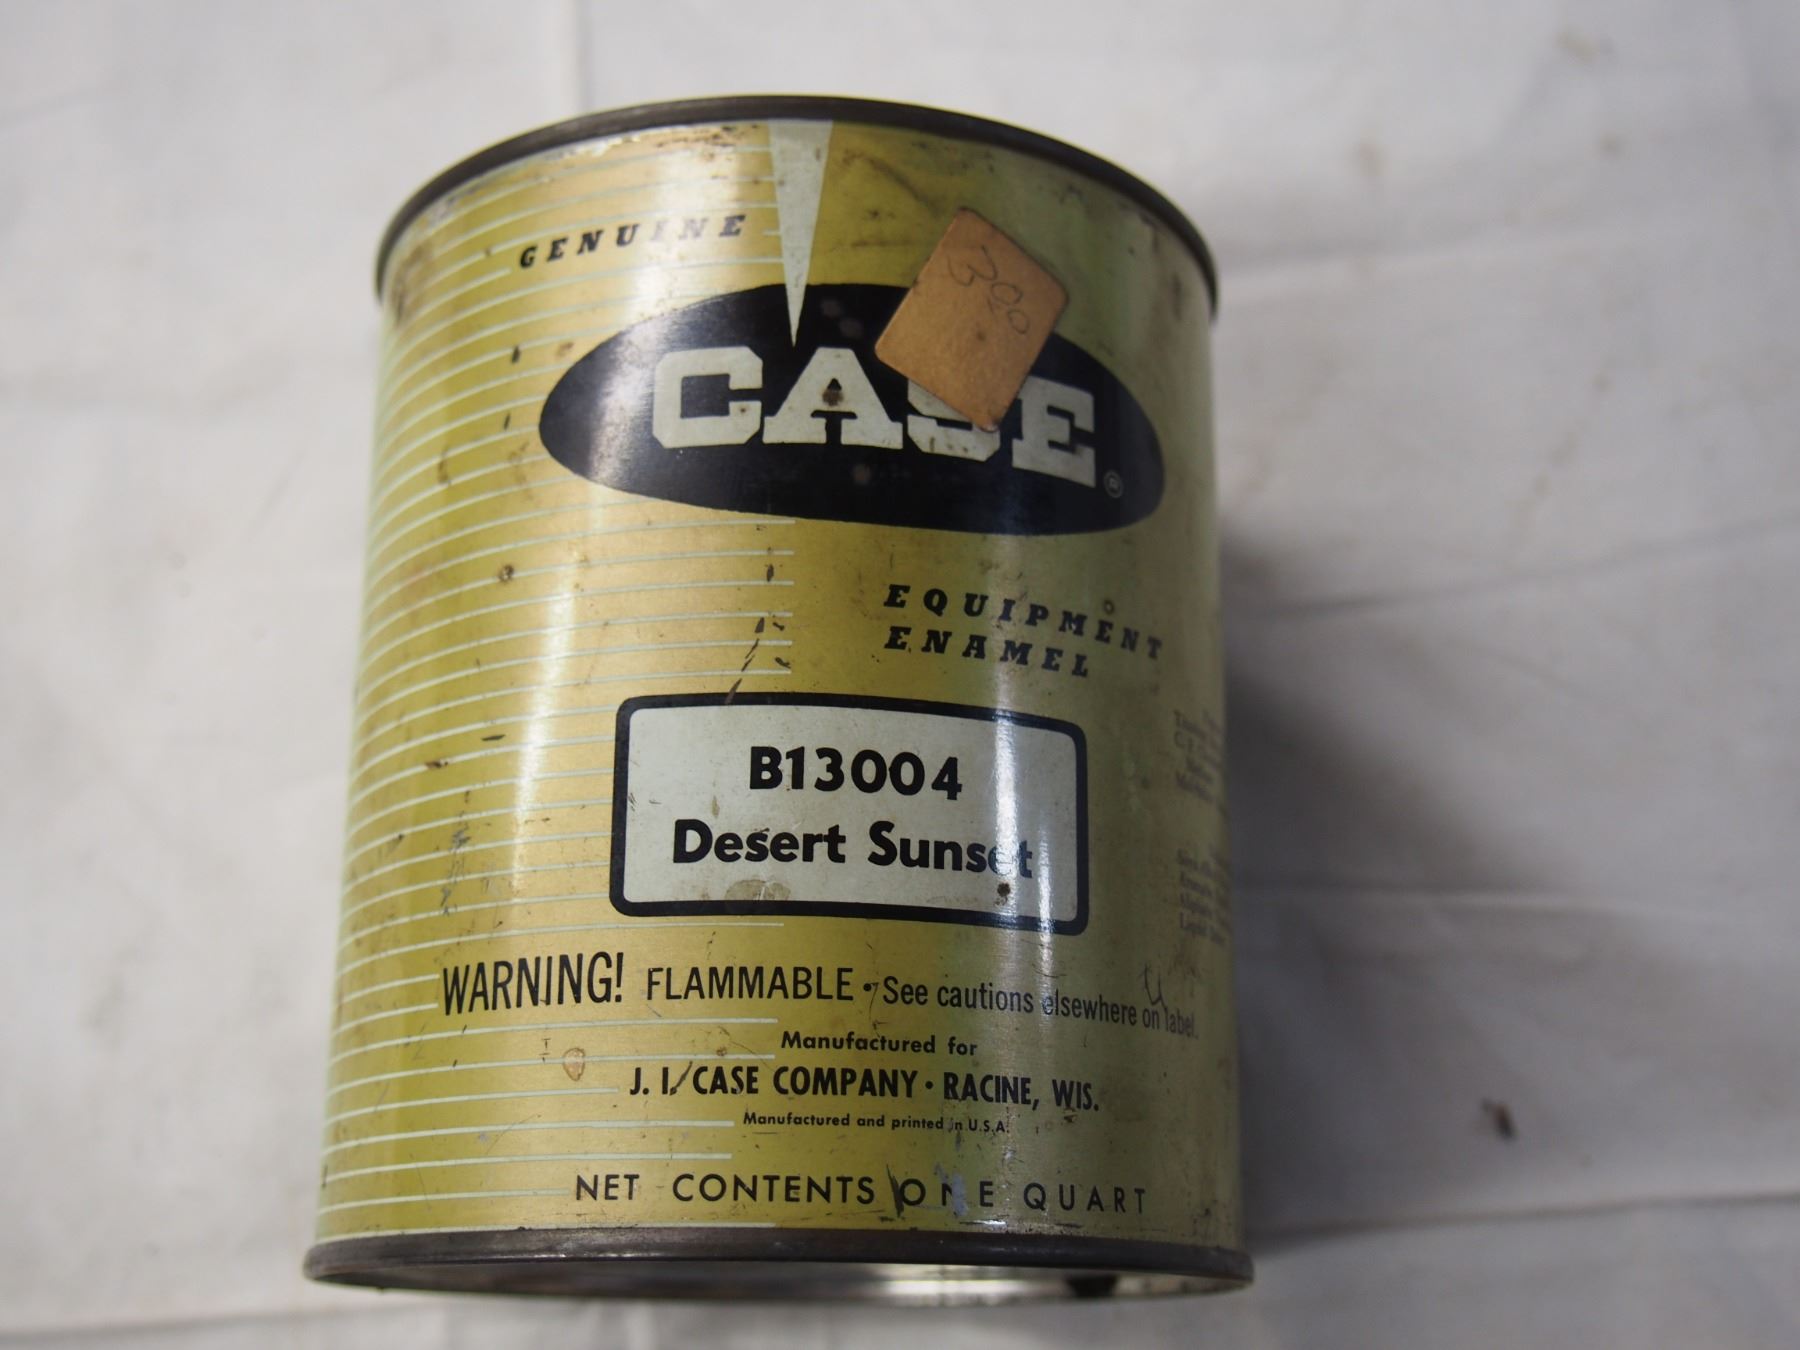 GENUINE
300
CASE ®
EQUIPMENT
ENAMEL
B13004
Desert Sunset
WARNING! FLAMMABLE • See cautions elsewhere on label.
Manufactured for
J. I. CASE COMPANY • RACINE, WIS.
Manufactured and printed in U.S.A.
NET CONTENTS ONE QUART